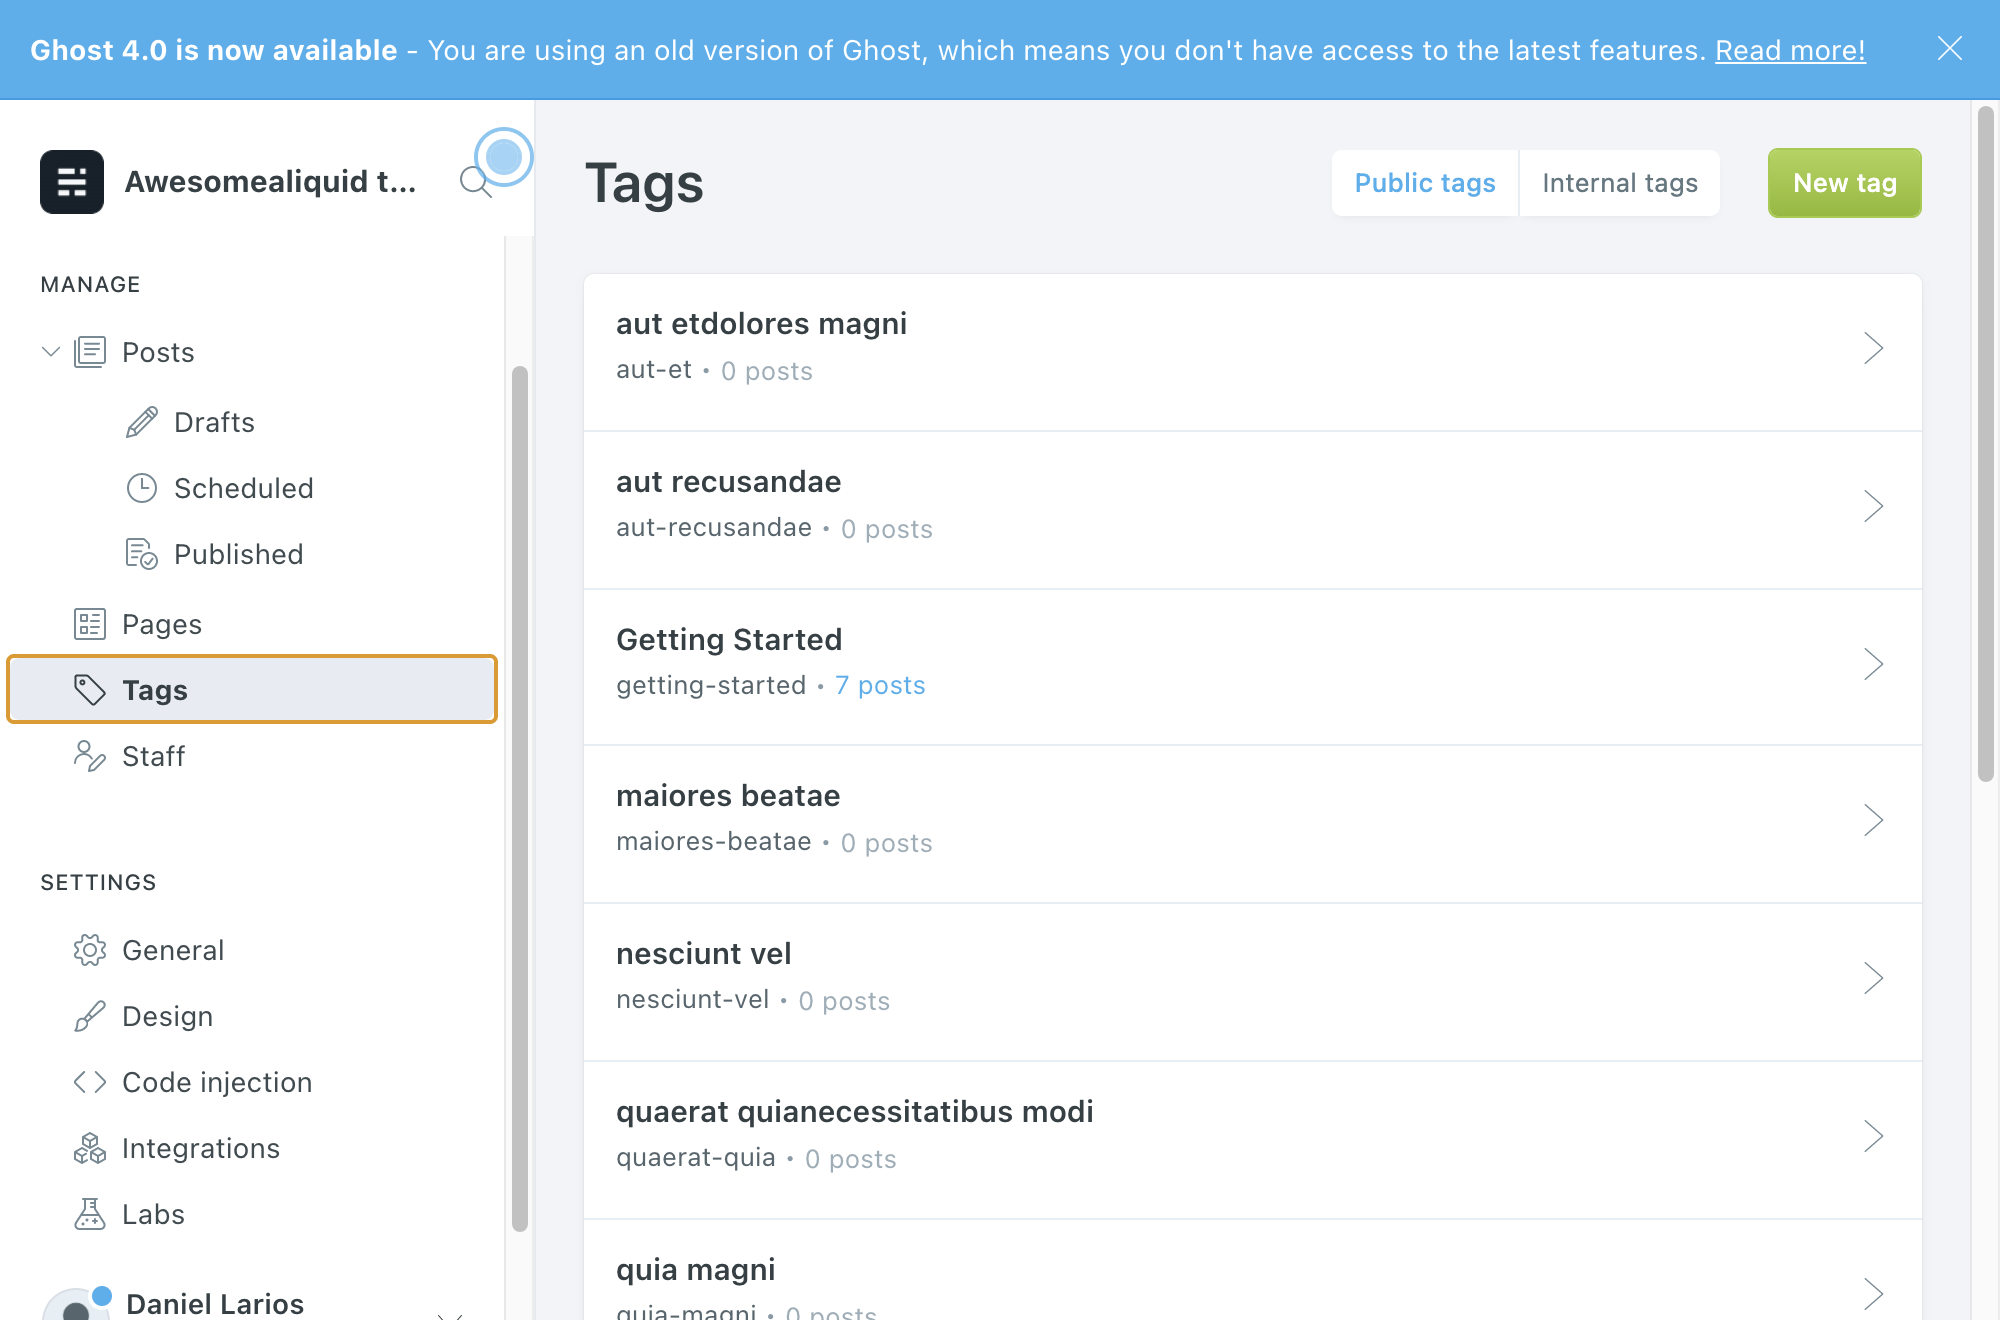 Ghost 4.0 is now available - You are using an old version of Ghost, which means you don't have access to the latest features. Read more!
Awesomealiquid t...
MANAGE
Posts
Drafts
Scheduled
Published
Pages
Tags
Staff
SETTINGS
General
Design
Code injection
Integrations
Labs
Daniel Larios
Tags
Public tags
Internal tags
New tag
aut etdolores magni
aut-et • 0 posts
aut recusandae
aut-recusandae • 0 posts
Getting Started
getting-started • 7 posts
maiores beatae
maiores-beatae • 0 posts
nesciunt vel
nesciunt-vel • 0 posts
quaerat quianecessitatibus modi
quaerat-quia • 0 posts
quia magni
quia-magni • 0 posts